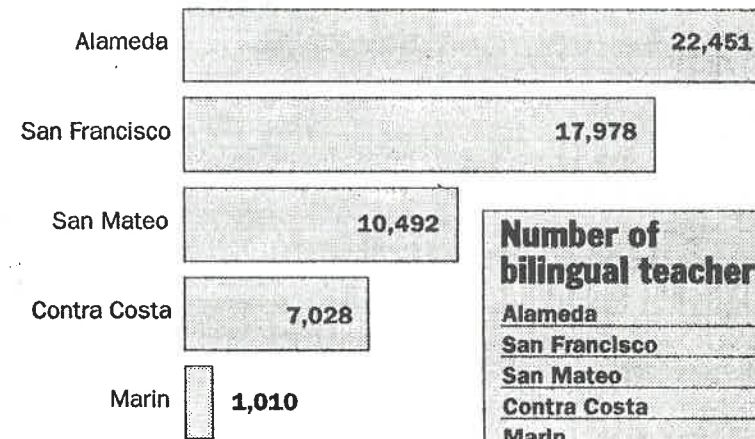 Alameda 22,451
San Francisco 17,978
San Mateo 10,492
Contra Costa 7,028
Marin 1,010
Number of
bilingual teacher
Alameda
San Francisco
San Mateo
Contra Costa
Marin